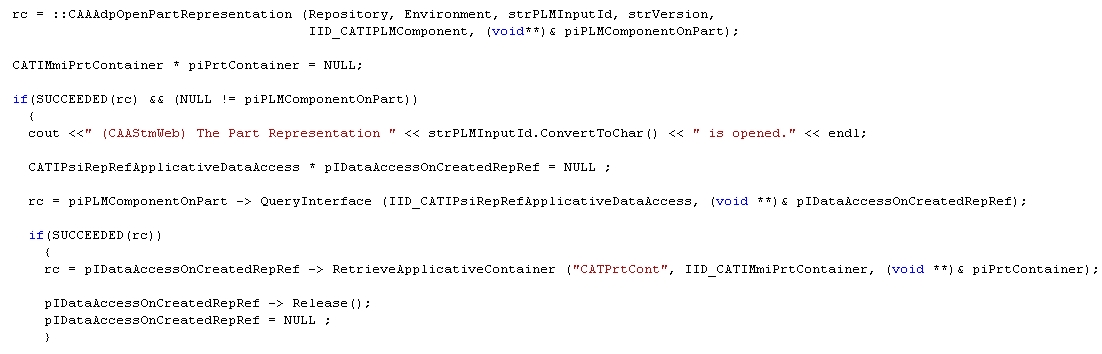 rc = ::CAAAdpOpenPartRepresentation (Repository, Environment, strPLMInputId, strVersion,
IID_CATIPLMComponent, (void**)& piPLMComponentOnPart);
CATIMmiPrtContainer * piPrtContainer = NULL;
if(SUCCEEDED(rc) && (NULL != piPLMComponentOnPart))
{
cout <<" (CAAStmWeb) The Part Representation " << strPLMInputId.ConvertToChar() << " is opened." << endl;
CATIPsiRepRefApplicativeDataAccess * pIDataAccessOnCreatedRepRef = NULL ;
rc = piPLMComponentOnPart -> QueryInterface (IID_CATIPsiRepRefApplicativeDataAccess, (void **)& pIDataAccessOnCreatedRepRef);
if(SUCCEEDED(rc))
{
rc = pIDataAccessOnCreatedRepRef -> RetrieveApplicativeContainer ("CATPrtCont", IID_CATIMmiPrtContainer, (void **)& piPrtContainer);
pIDataAccessOnCreatedRepRef -> Release();
pIDataAccessOnCreatedRepRef = NULL ;
}